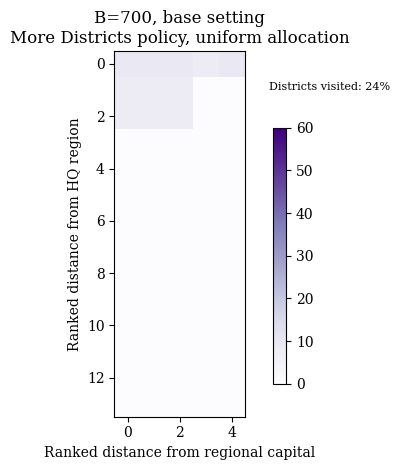 B=700, base setting
More Districts policy, uniform allocation
Districts visited: 24%
Ranked distance from HQ region
0
2
4
6
8
10
12
0 2 4
Ranked distance from regional capital
60
50
40
30
20
10
0